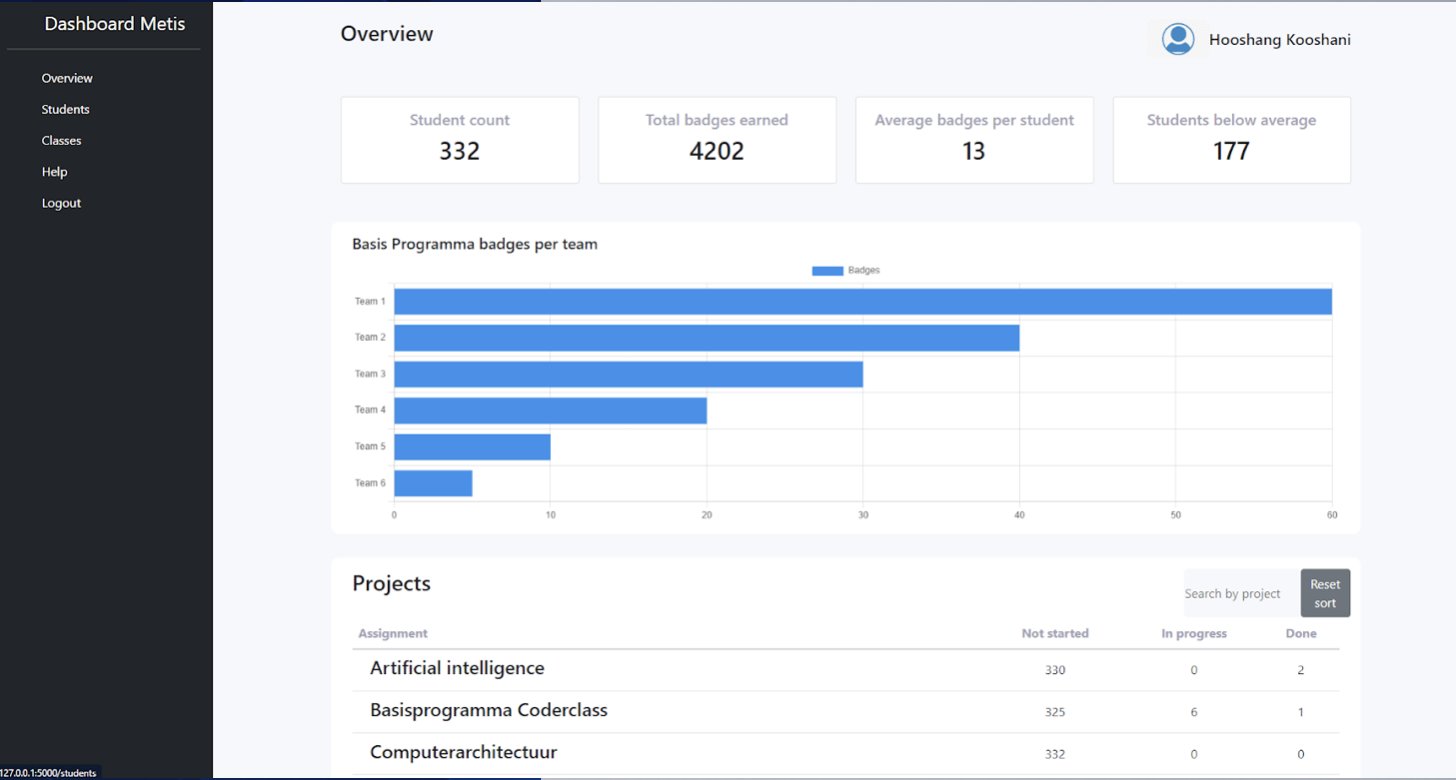 Dashboard Metis
Overview
Students
Classes
Help
Logout
Overview
Hooshang Kooshani
Student count
332
Total badges earned
4202
Average badges per student
13
Students below average
177
Basis Programma badges per team
Badges
Team 1
Team 2
Team 3
Team 4
Team 5
Team 6
0 10 20 30 40 50 60
Projects
Search by project
Reset
sort
Assignment Not started In progress Done
Artificial intelligence 330 0 2
Basisprogramma Coderclass 325 6 1
Computerarchitectuur 332 0 0
127.0.0.1:5000/students